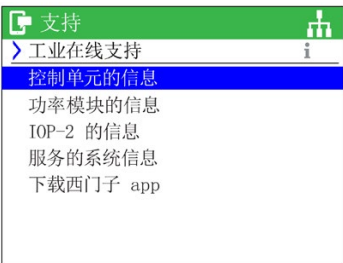 支持
工业在线支持
控制单元的信息
功率模块的信息
IOP-2 的信息
服务的系统信息
下载西门子 app